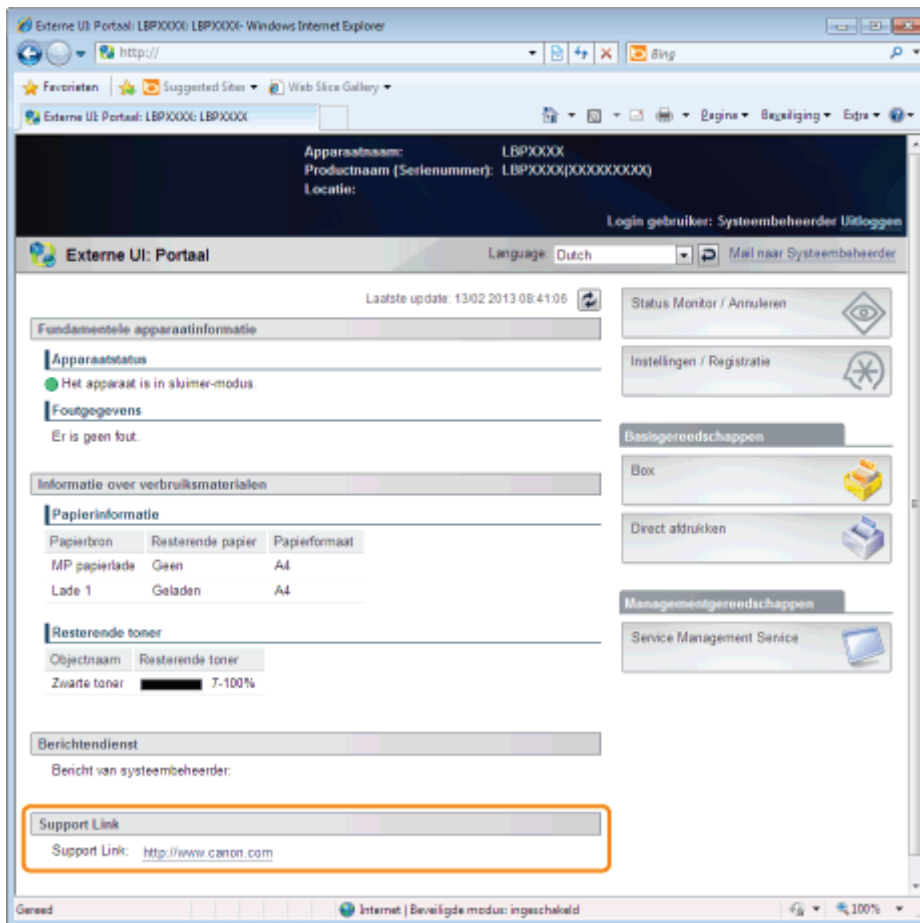 Externe UI: Portaal: LBPXXXX: LBPXXXX- Windows Internet Explorer
http://
Bing
Favorieten Suggested Sites Web Slice Gallery
Externe UI: Portaal: LBPXXXX: LBPXXXX
Pagina Beveiliging Extra
Apparaatnaam: LBPXXXX
Productnaam (Serienummer): LBPXXXX(XXXXXXXXX)
Locatie:
Login gebruiker: Systeembeheerder Uitloggen
Externe UI: Portaal
Language: Dutch
Mail naar Systeembeheerder
Laatste update: 13/02 2013 08:41:06
Fundamentele apparaatinformatie
Apparaatstatus
Het apparaat is in sluimer-modus.
Foutgegevens
Er is geen fout.
Informatie over verbruiksmaterialen
Papierinformatie
Papierbron Resterende papier Papierformaat
MP papierlade Geen A4
Lade 1 Geladen A4
Resterende toner
Objectnaam Resterende toner
Zwarte toner 7-100%
Berichtendienst
Bericht van systeembeheerder:
Support Link
Support Link: http://www.canon.com
Status Monitor / Annuleren
Instellingen / Registratie
Basisgereedschappen
Box
Direct afdrukken
Managementgereedschappen
Service Management Service
Gereed
Internet | Beveiligde modus: ingeschakeld
100%